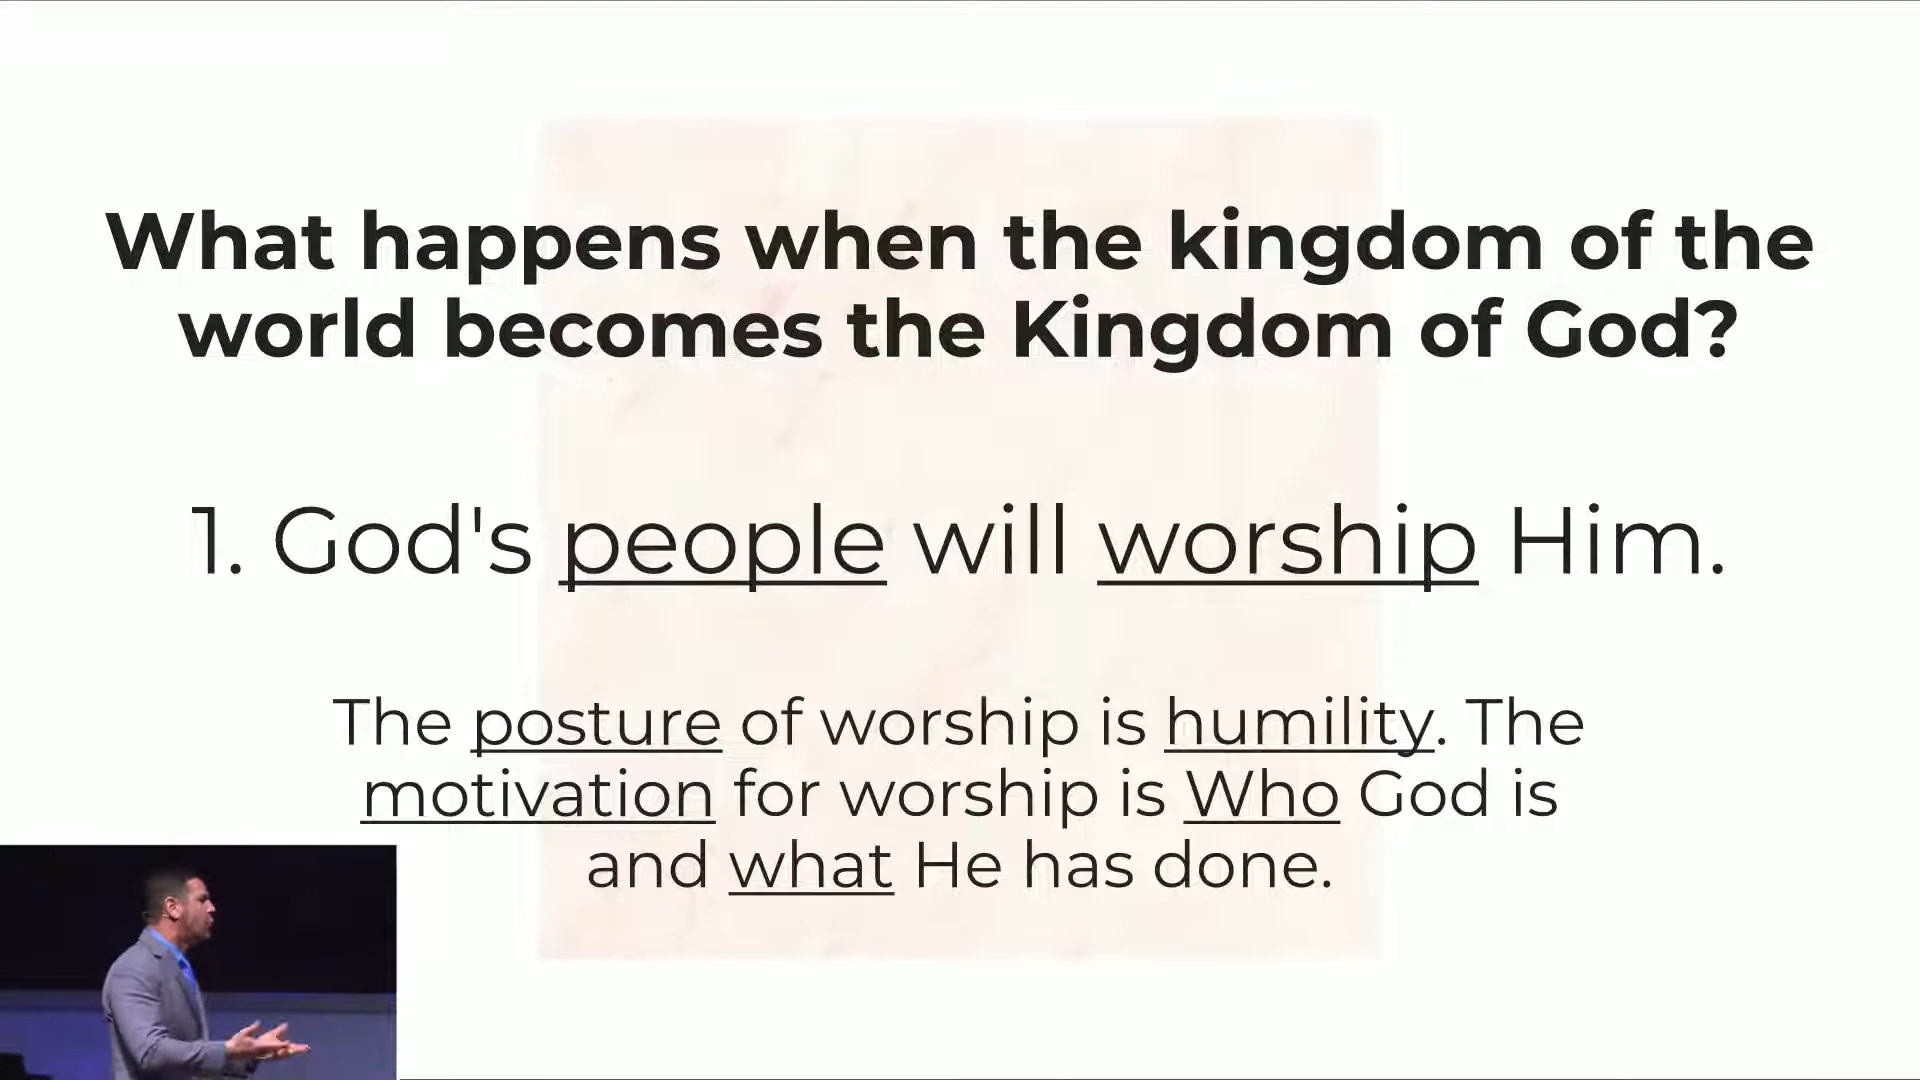 What happens when the kingdom of the
world becomes the Kingdom of God?
1. God's people will worship Him.
The posture of worship is humility. The
motivation for worship is Who God is
and what He has done.